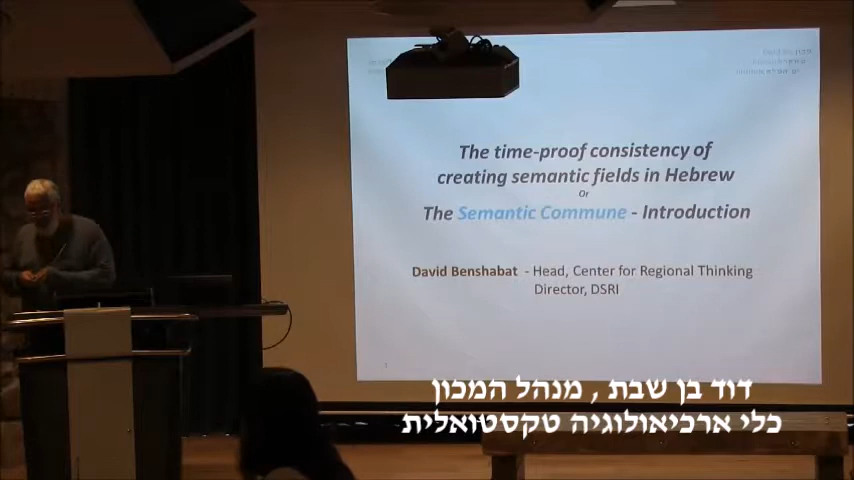 The time-proof consistency of
creating semantic fields in Hebrew
Or
The Semantic Commune - Introduction
David Benshabat - Head, Center for Regional Thinking
Director, DSRI
1
דוד בן שבת , מנהל המכון
כלי ארכיאולוגיה טקסטואלית